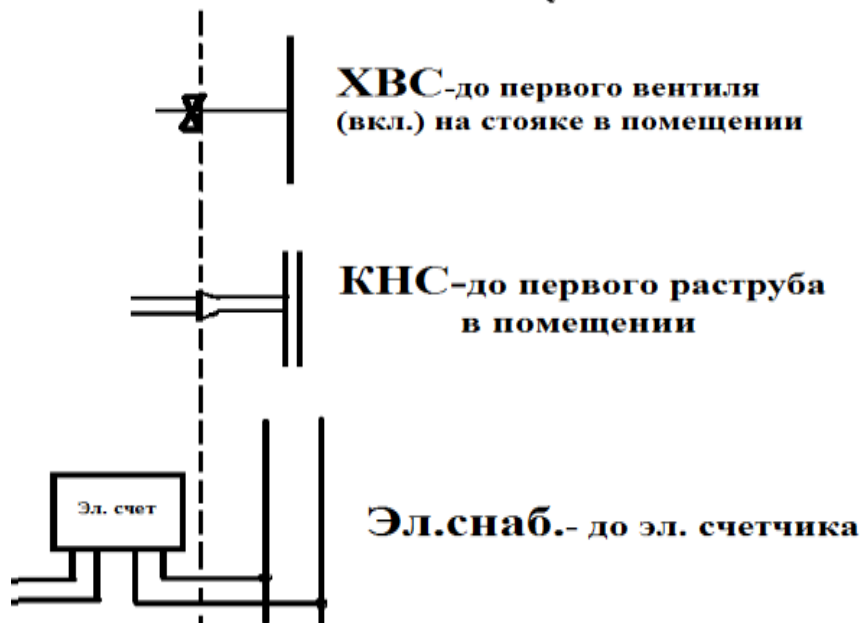 ХВС-до первого вентиля
(вкл.) на стояке в помещении
КНС-до первого раструба
в помещении
Эл. счет
Эл.снаб.- до эл. счетчика